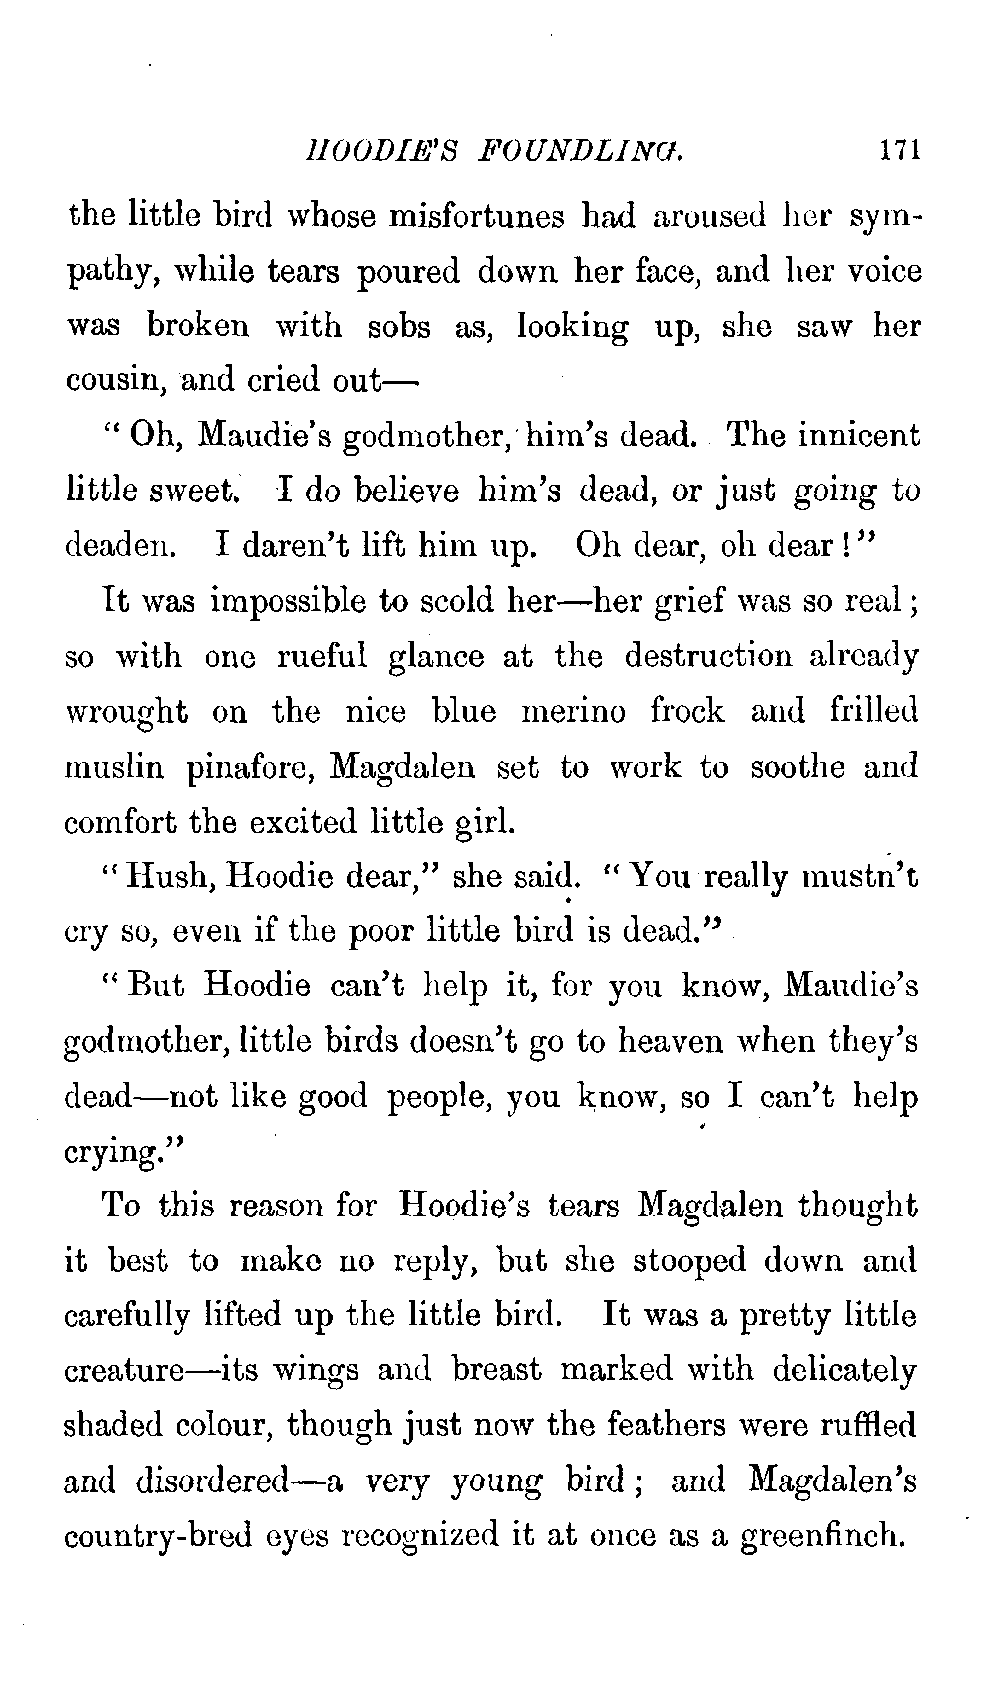 HOODIE'S FOUNDLING. 171
the little bird whose misfortunes had aroused her sym-
pathy, while tears poured down her face, and her voice
was broken with sobs as, looking up, she saw her
cousin, and cried out—
"Oh, Maudie's godmother, him's dead. The innicent
little sweet. I do believe him's dead, or just going to
deaden. I daren't lift him up. Oh dear, oh dear!"
It was impossible to scold her—her grief was so real;
so with one rueful glance at the destruction already
wrought on the nice blue merino frock and frilled
muslin pinafore, Magdalen set to work to soothe and
comfort the excited little girl.
"Hush, Hoodie dear," she said. "You really mustn't
cry so, even if the poor little bird is dead."
"But Hoodie can't help it, for you know, Maudie's
godmother, little birds doesn't go to heaven when they's
dead—not like good people, you know, so I can't help
crying."
To this reason for Hoodie's tears Magdalen thought
it best to make no reply, but she stooped down and
carefully lifted up the little bird. It was a pretty little
creature—its wings and breast marked with delicately
shaded colour, though just now the feathers were ruffled
and disordered—a very young bird; and Magdalen's
country-bred eyes recognized it at once as a greenfinch.